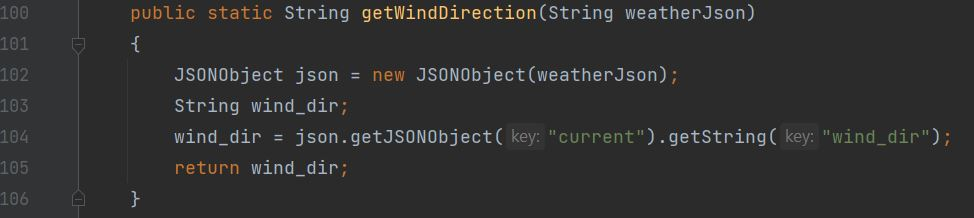 100 public static String getWindDirection(String weatherJson)
101 {
102 JSONObject json = new JSONObject(weatherJson);
103 String wind_dir;
104 wind_dir = json.getJSONObject( key: "current").getString( key: "wind_dir");
105 return wind_dir;
106 }